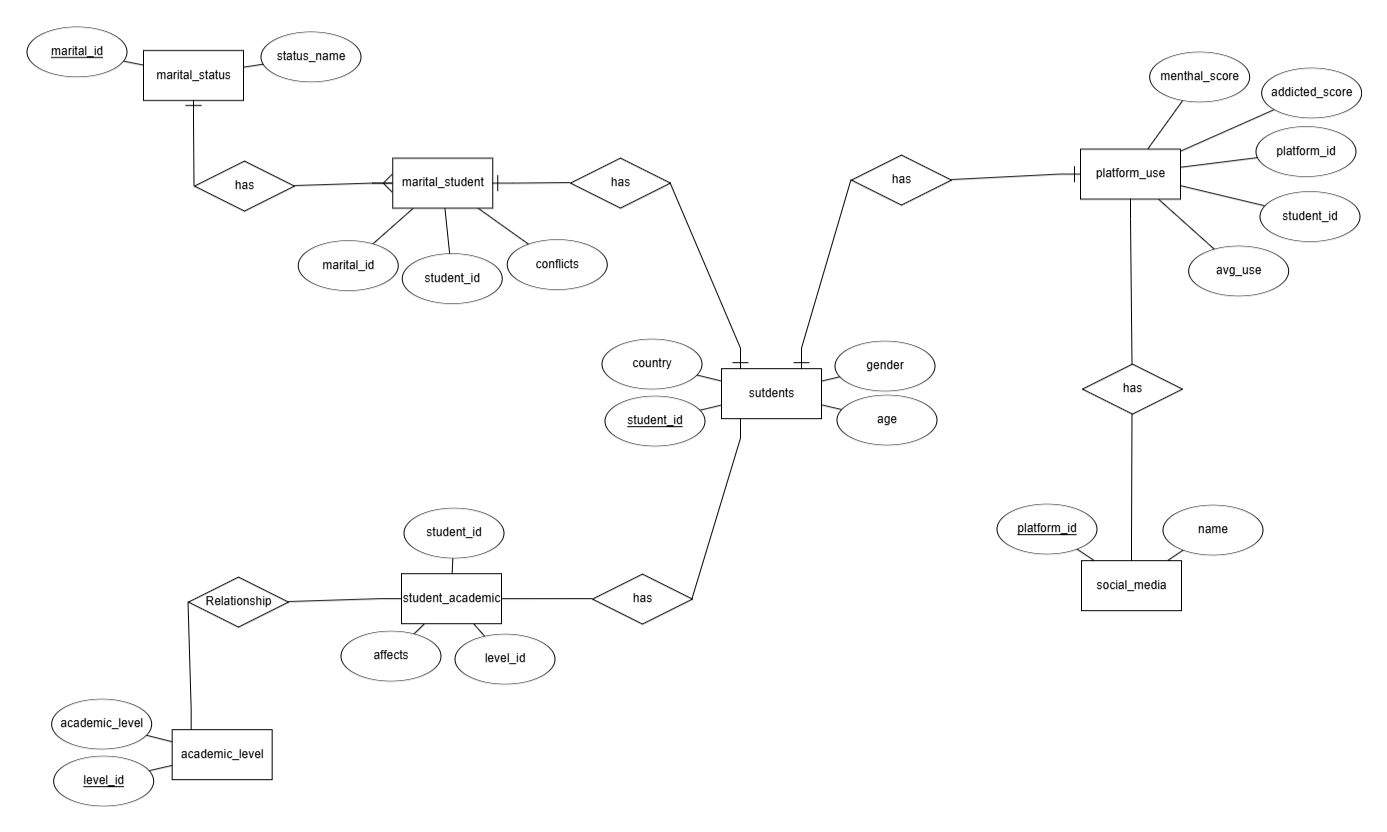 marital_id
marital_status
status_name
has
marital_student
has
marital_id
student_id
conflicts
menthal_score
addicted_score
platform_id
has
platform_use
student_id
avg_use
country
gender
sutdents
student_id
age
has
platform_id
name
social_media
student_id
Relationship
student_academic
has
affects
level_id
academic_level
academic_level
level_id